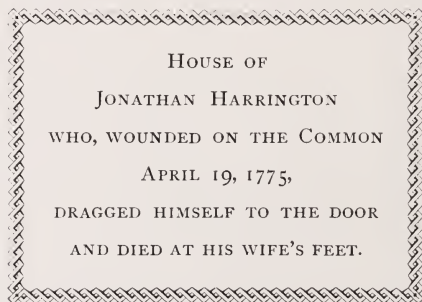 House of
Jonathan Harrington
who, wounded on the Common
April 19, 1775,
dragged himself to the door
and died at his wife's feet.